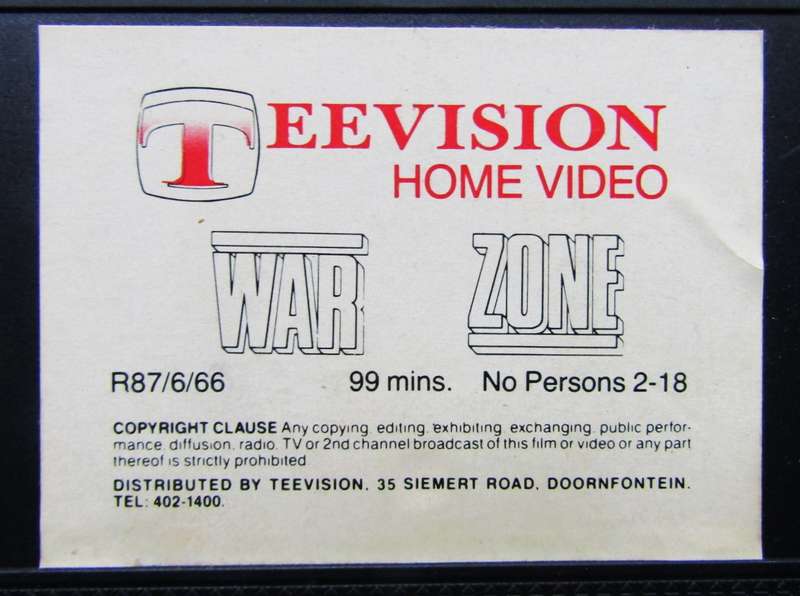 TEEVISION
HOME VIDEO
WAR ZONE
R87/6/66 99 mins. No Persons 2-18
COPYRIGHT CLAUSE Any copying, editing, exhibiting, exchanging, public perfor-
mance, diffusion, radio, TV or 2nd channel broadcast of this film or video or any part
thereof is strictly prohibited
DISTRIBUTED BY TEEVISION, 35 SIEMERT ROAD, DOORNFONTEIN.
TEL: 402-1400.